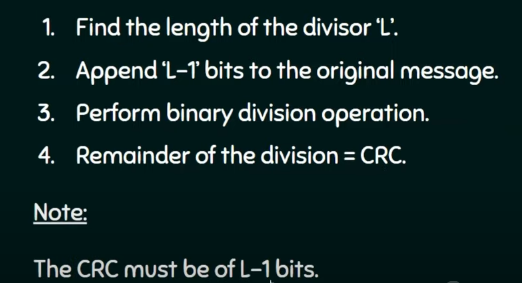 1. Find the length of the divisor 'L'.
2. Append 'L-1' bits to the original message.
3. Perform binary division operation.
4. Remainder of the division = CRC.
Note:
The CRC must be of L-1 bits.